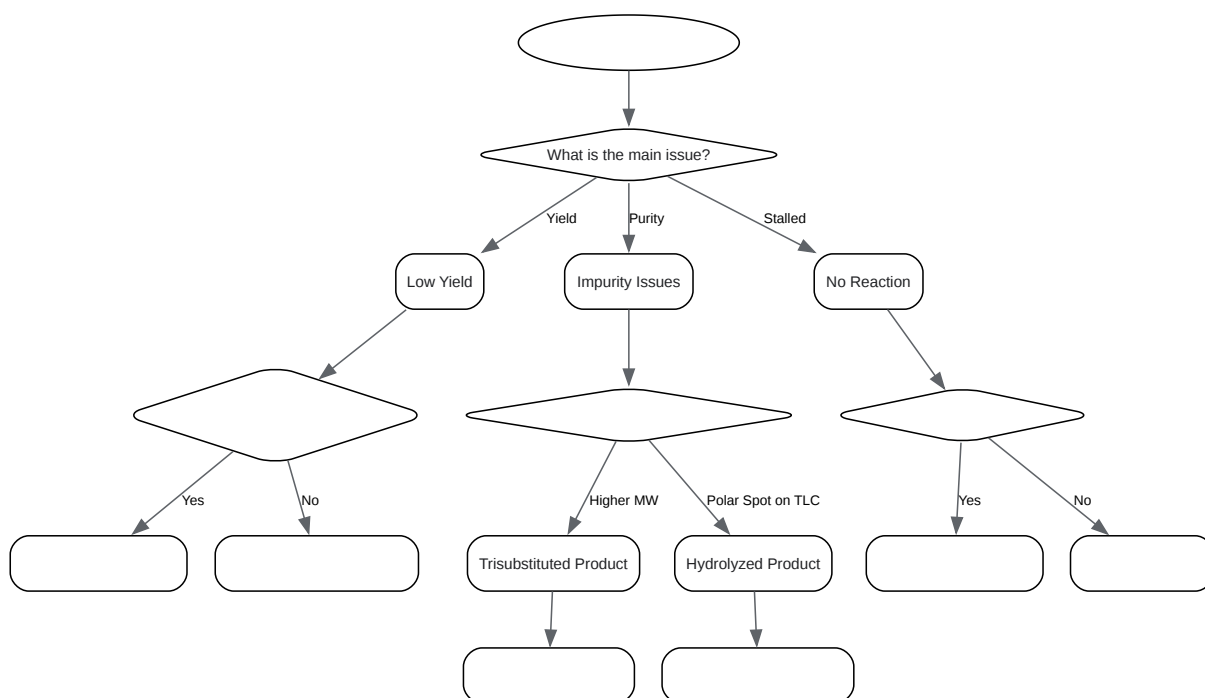 What is the main issue?
Yield
Purity
Stalled
Low Yield
Impurity Issues
No Reaction
Yes
No
Higher MW
Polar Spot on TLC
Yes
No
Trisubstituted Product
Hydrolyzed Product